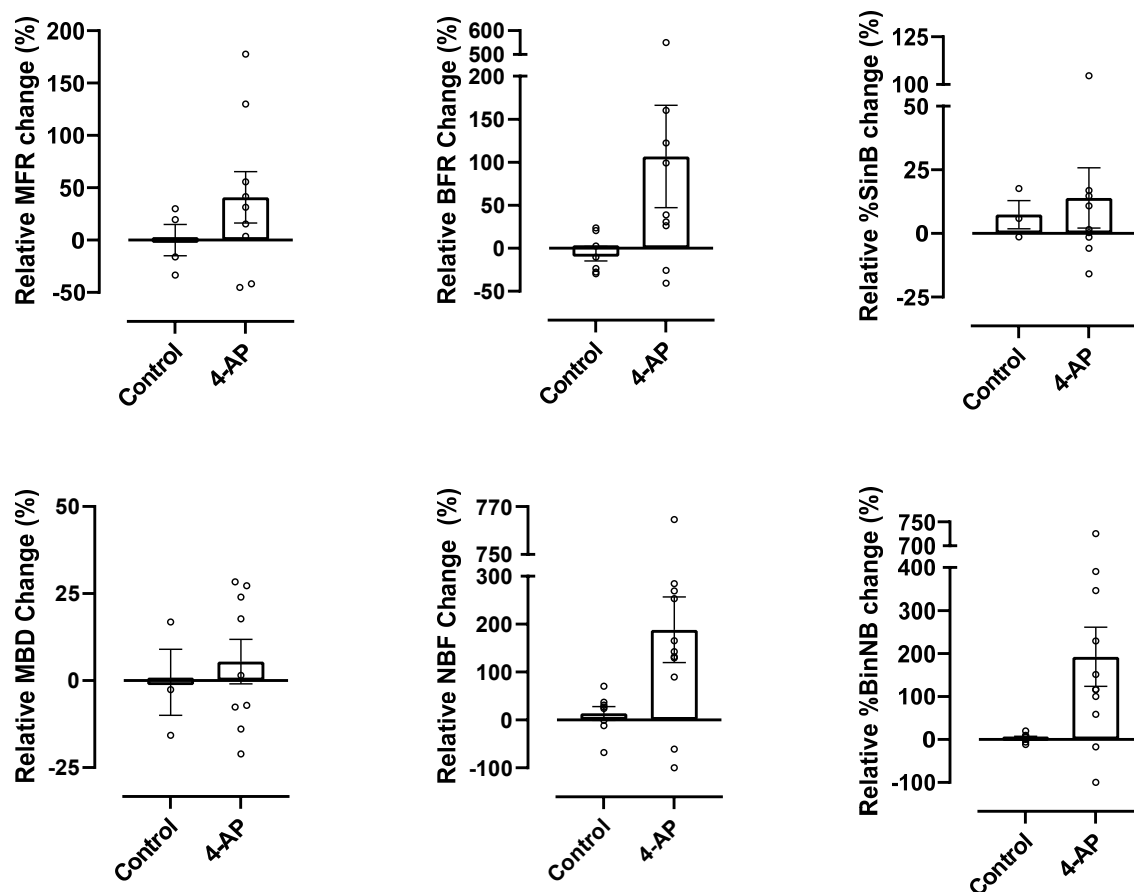 Relative MFR change (%)
200
150
100
50
0
-50
Control
4-AP
Relative BFR Change (%)
600
500
200
150
100
50
0
-50
Control
4-AP
Relative %SinB change (%)
125
100
50
25
0
-25
Control
4-AP
Relative MBD Change (%)
50
25
0
-25
Control
4-AP
Relative NBF Change (%)
770
750
300
200
100
0
-100
Control
4-AP
Relative %BinNB change (%)
750
700
400
300
200
100
0
-100
Control
4-AP